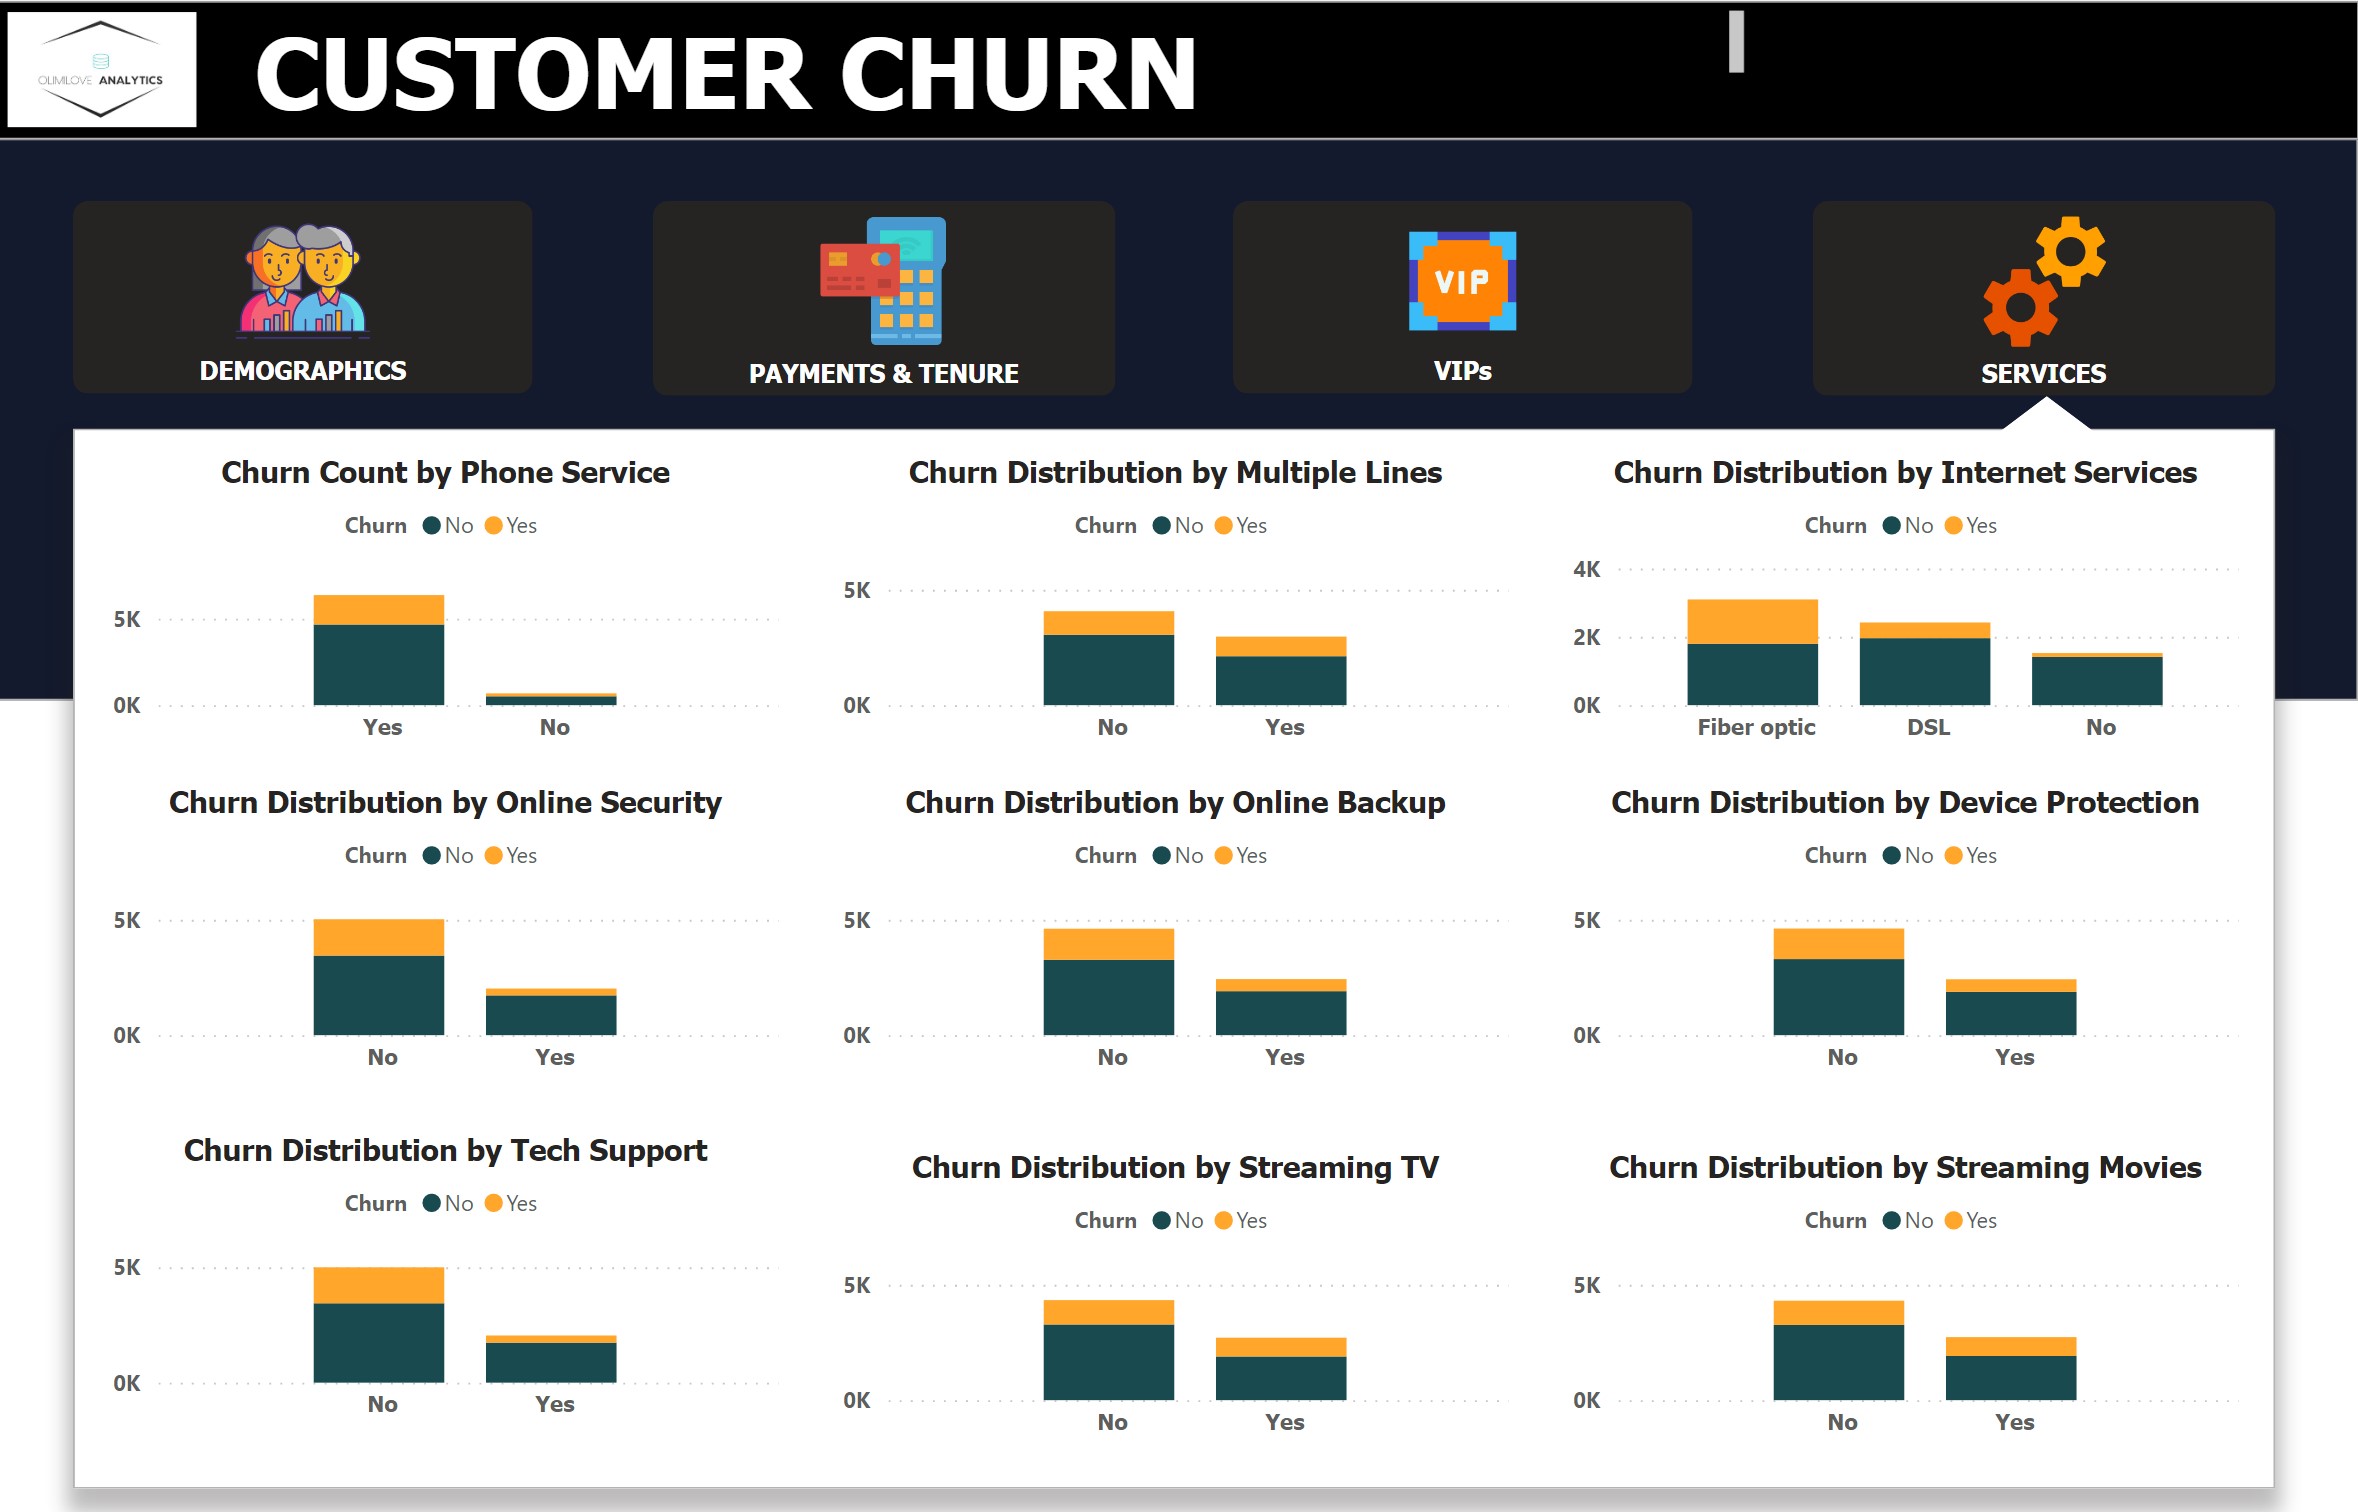 OLIMILOVE ANALYTICS
CUSTOMER CHURN
DEMOGRAPHICS
PAYMENTS & TENURE
VIP
VIPs
SERVICES
Churn Count by Phone Service
Churn No Yes
5K
0K
Yes No
Churn Distribution by Multiple Lines
Churn No Yes
5K
0K
No Yes
Churn Distribution by Internet Services
Churn No Yes
4K
2K
0K
Fiber optic DSL No
Churn Distribution by Online Security
Churn No Yes
5K
0K
No Yes
Churn Distribution by Online Backup
Churn No Yes
5K
0K
No Yes
Churn Distribution by Device Protection
Churn No Yes
5K
0K
No Yes
Churn Distribution by Tech Support
Churn No Yes
5K
0K
No Yes
Churn Distribution by Streaming TV
Churn No Yes
5K
0K
No Yes
Churn Distribution by Streaming Movies
Churn No Yes
5K
0K
No Yes